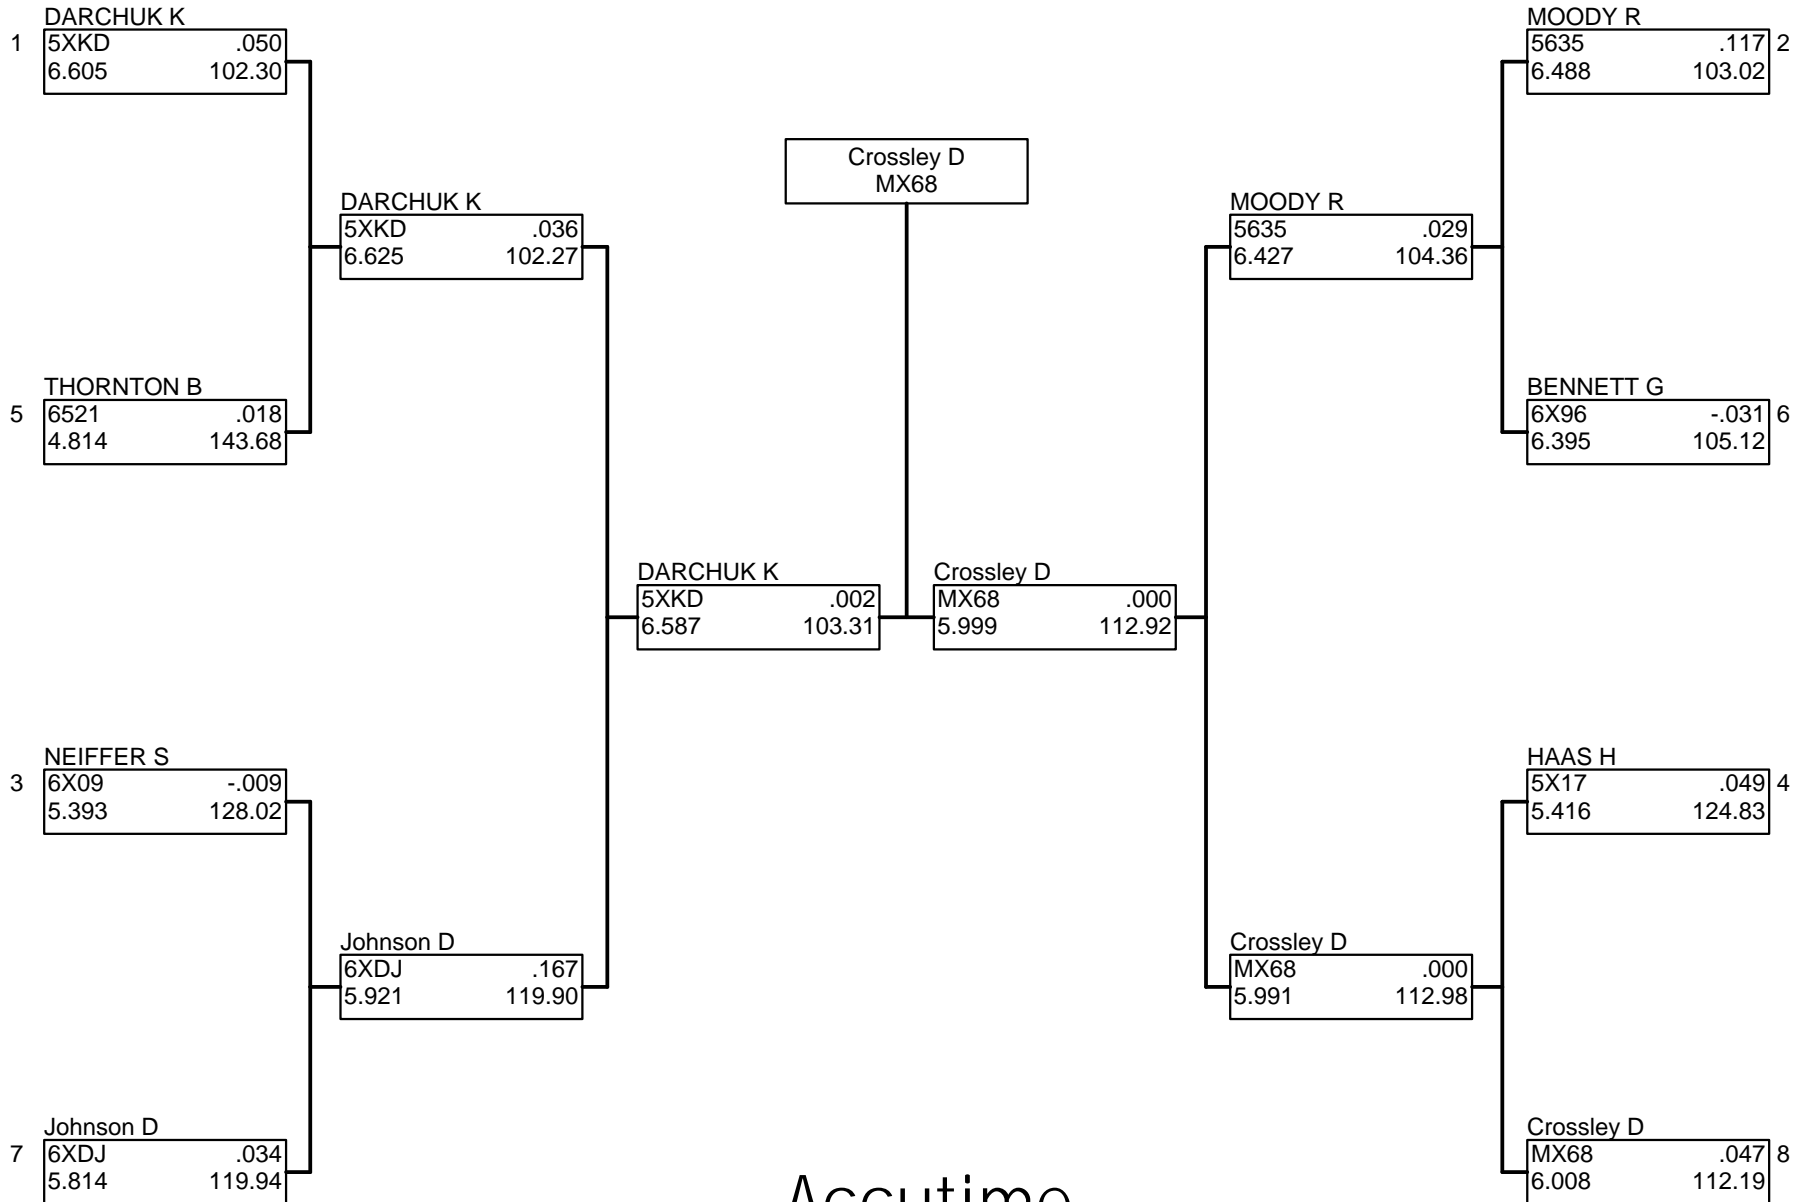 DARCHUK K
1 5XKD .050
6.605 102.30
THORNTON B
5 6521 .018
4.814 143.68
NEIFFER S
3 6X09 -.009
5.393 128.02
Johnson D
7 6XDJ .034
5.814 119.94
DARCHUK K
5XKD .036
6.625 102.27
Johnson D
6XDJ .167
5.921 119.90
DARCHUK K
5XKD .002
6.587 103.31
Crossley D
MX68
Crossley D
MX68 .000
5.999 112.92
MOODY R
5635 .029
6.427 104.36
Crossley D
MX68 .000
5.991 112.98
MOODY R
5635 .117 2
6.488 103.02
BENNETT G
6X96 -.031 6
6.395 105.12
HAAS H
5X17 .049 4
5.416 124.83
Crossley D
MX68 .047 8
6.008 112.19
Accutime